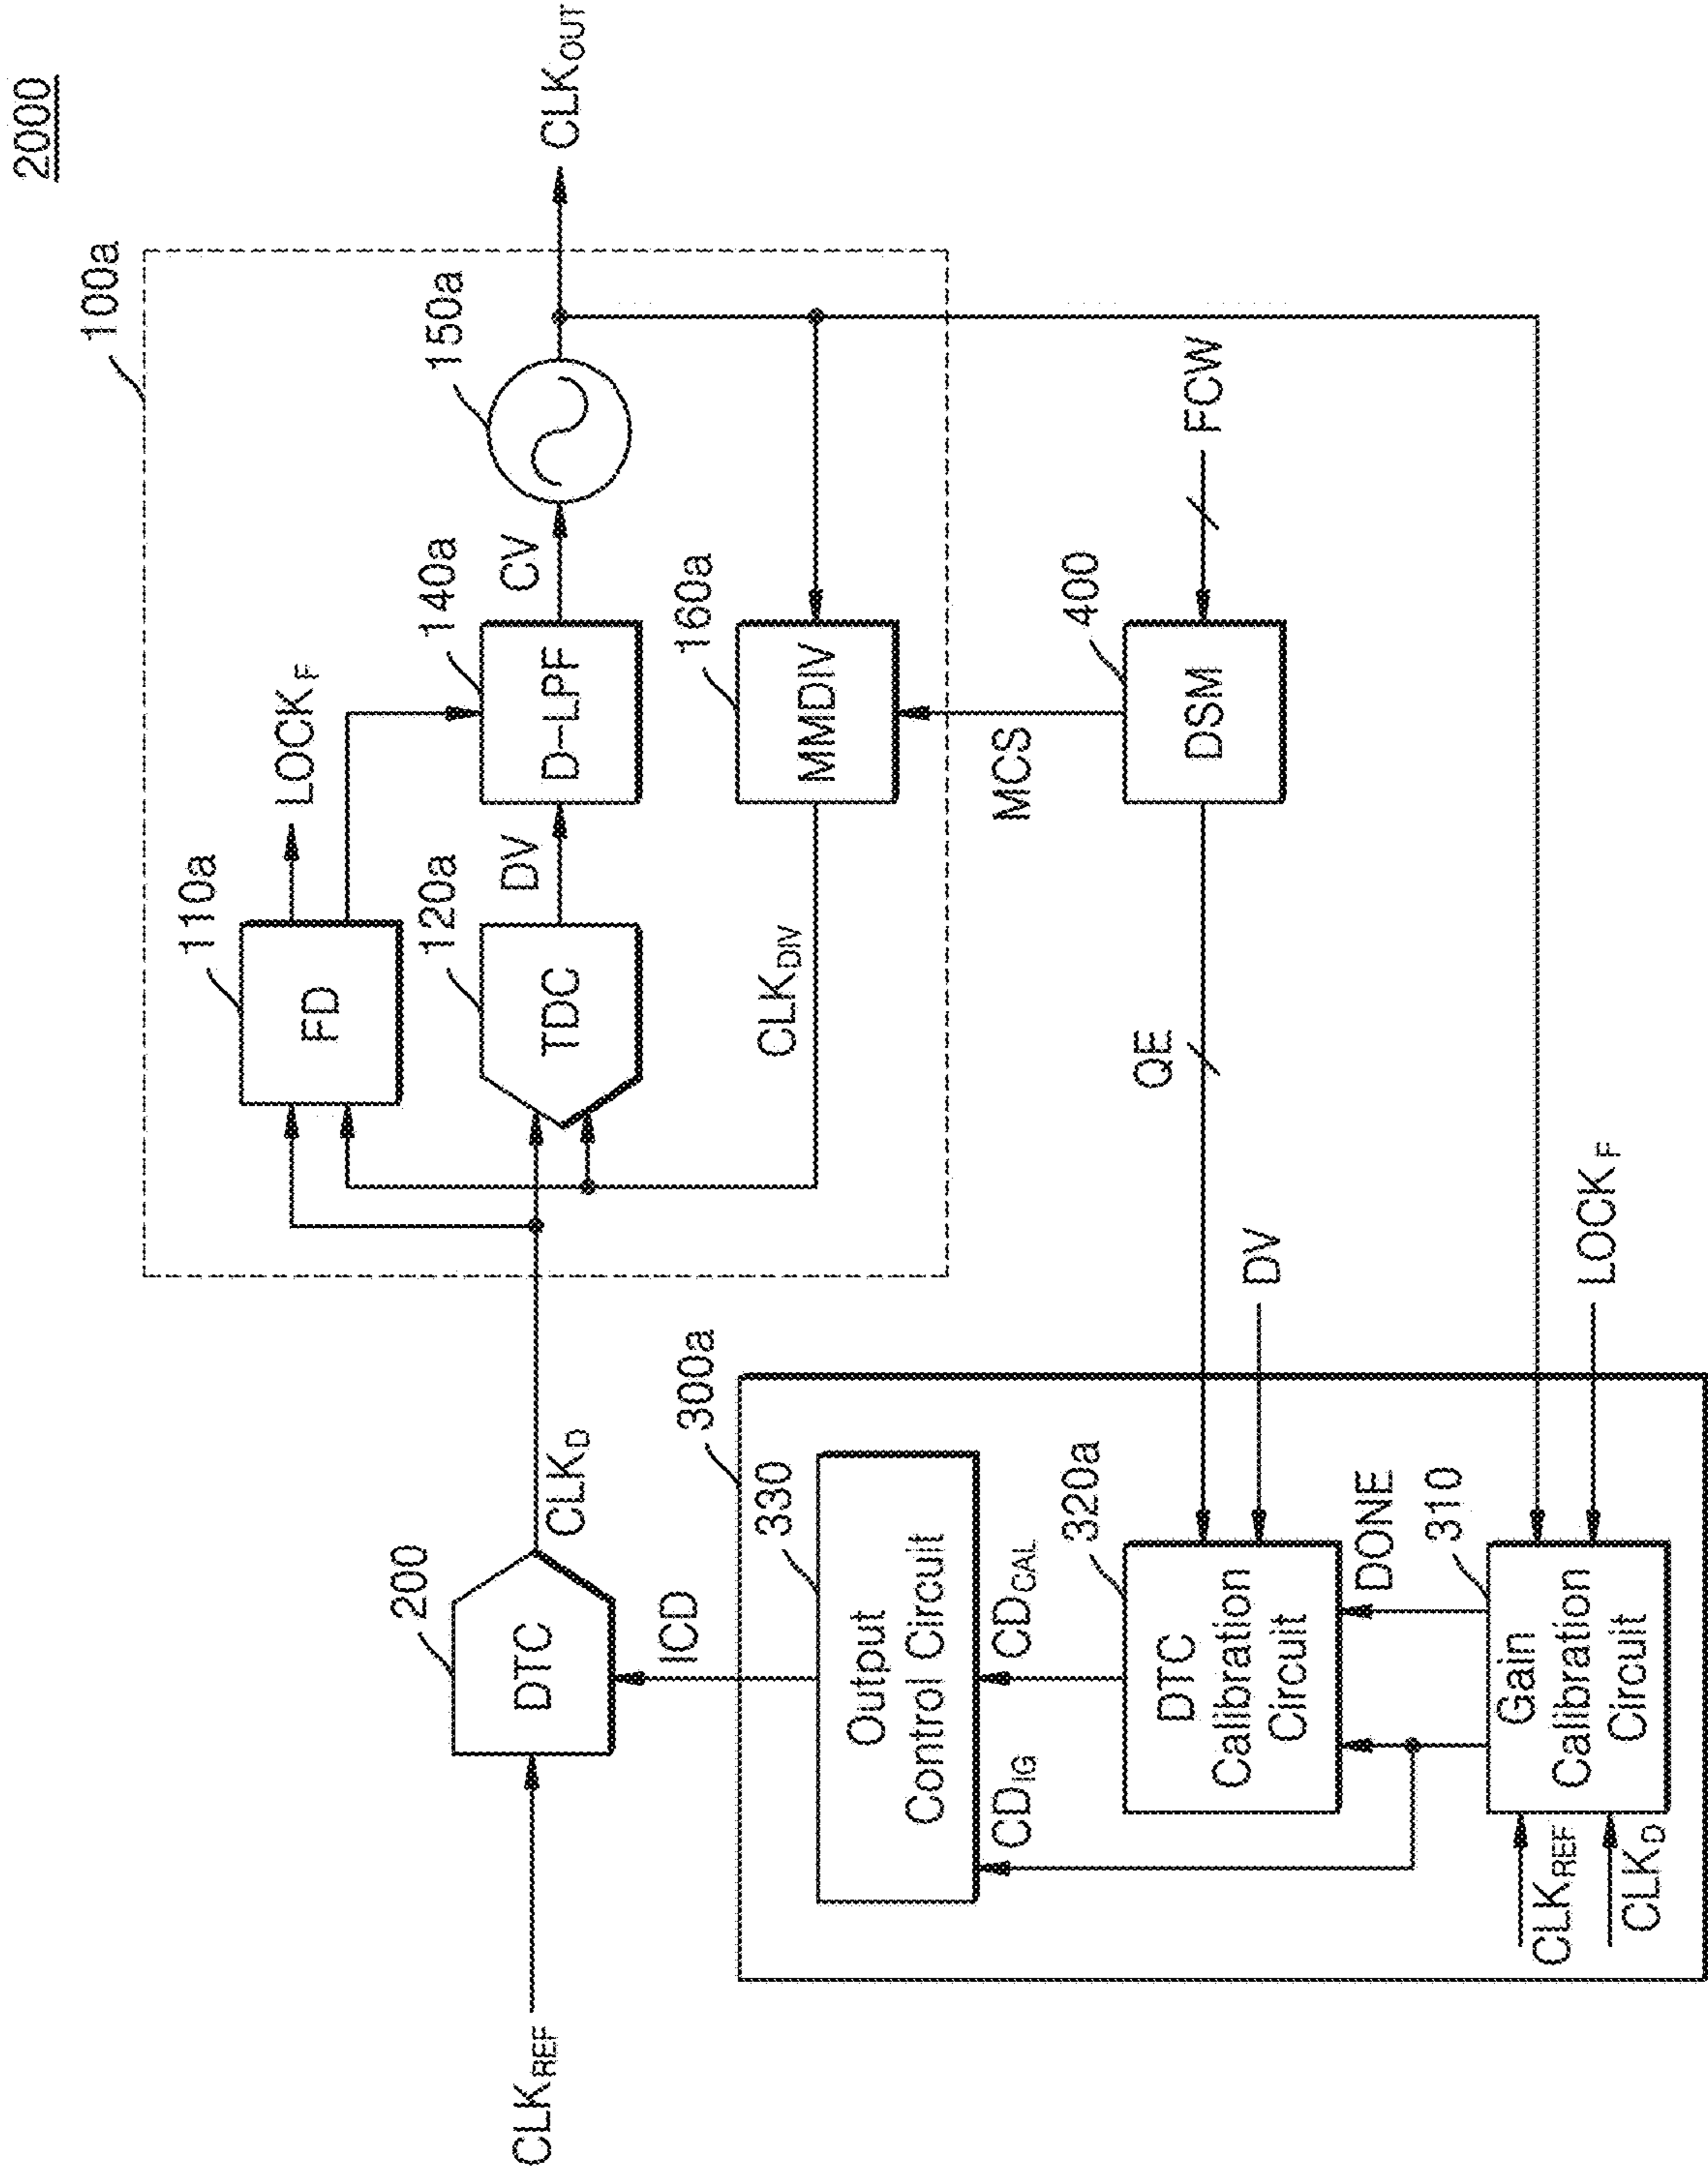 2000
100a
110a
LOCKF
FD
120a
TDC
DV
140a
D-LPF
CV
150a
CLKOUT
160a
MMDIV
CLKDIV
CLKREF
200
DTC
CLKD
ICD
MCS
400
DSM
FCW
QE
300a
330
Output
Control Circuit
CDIG
CDCAL
320a
DTC
Calibration
Circuit
DV
DONE
310
Gain
Calibration
Circuit
CLKREF
CLKD
LOCKF